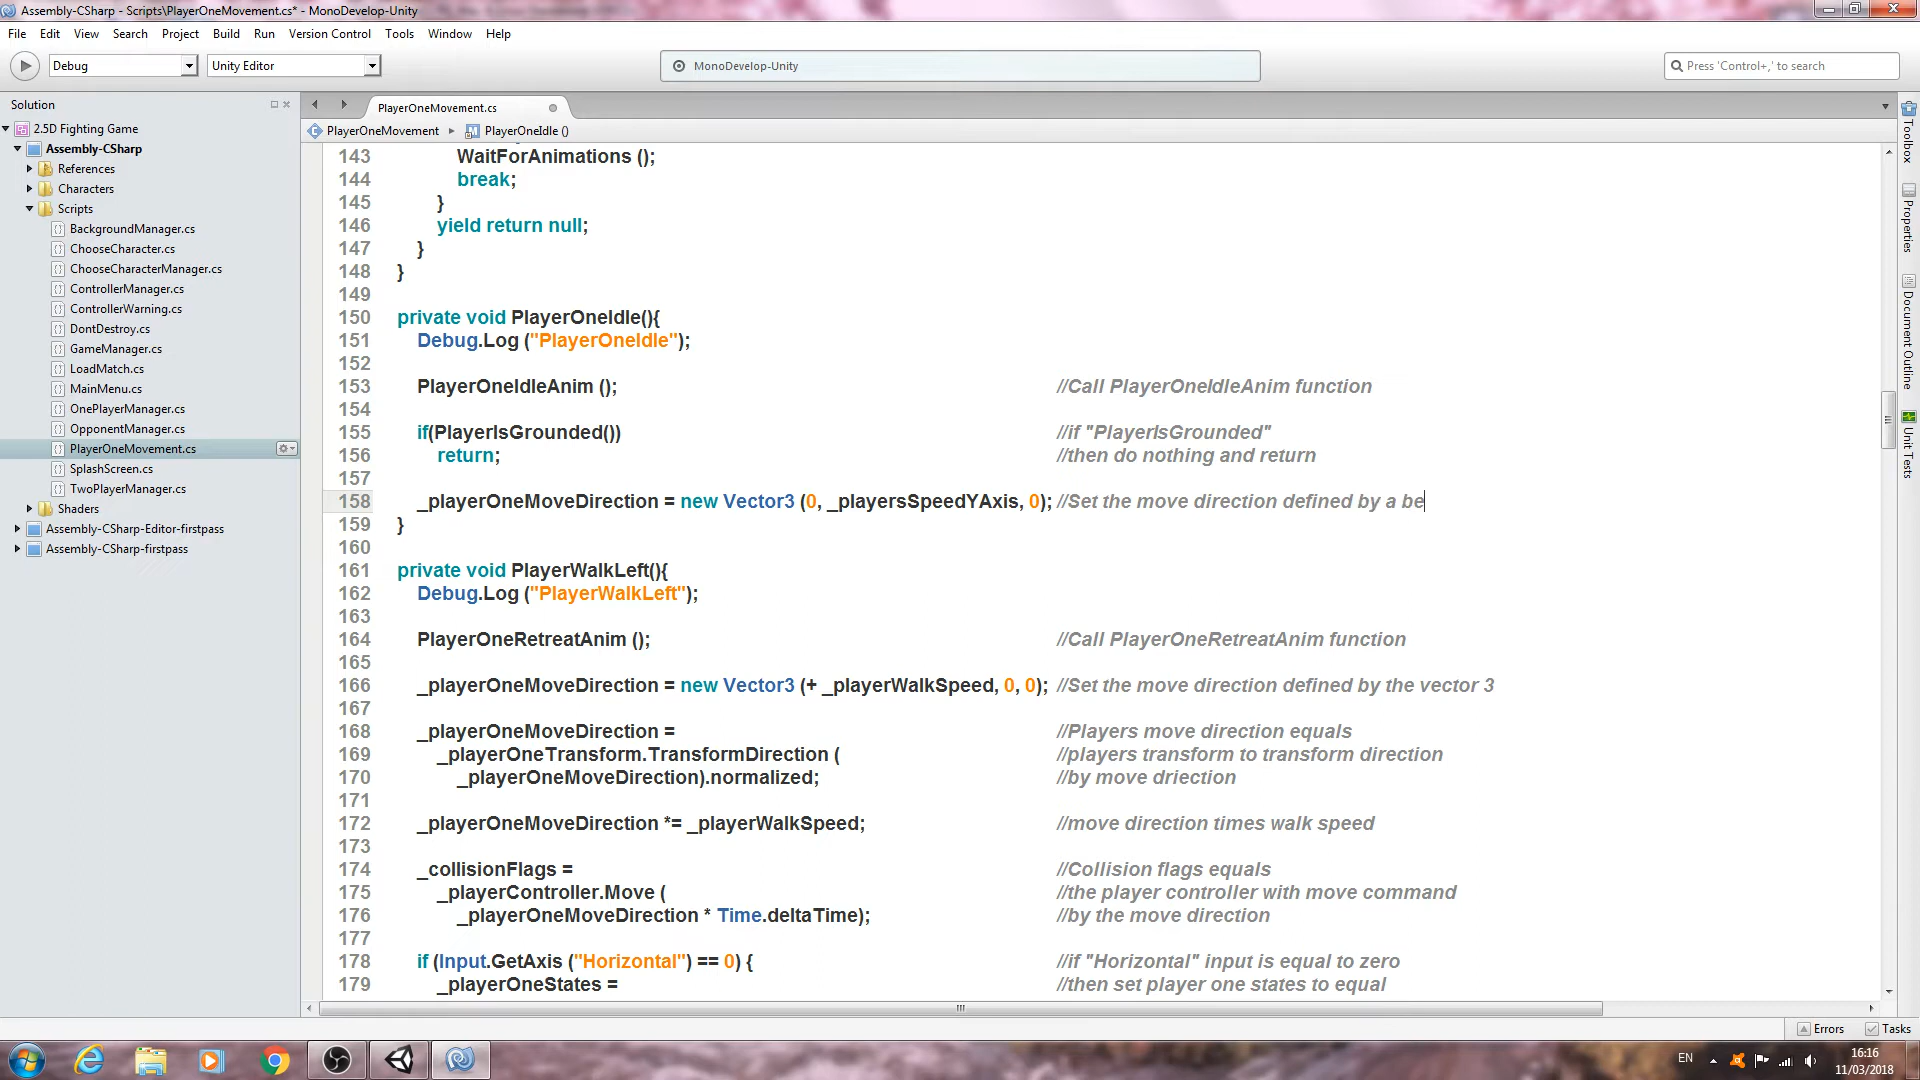 Assembly-CSharp - Scripts\PlayerOneMovement.cs* - MonoDevelop-Unity
File Edit View Search Project Build Run Version Control Tools Window Help
Debug Unity Editor MonoDevelop-Unity Press 'Control+,' to search
Solution
2.5D Fighting Game
Assembly-CSharp
References
Characters
Scripts
BackgroundManager.cs
ChooseCharacter.cs
ChooseCharacterManager.cs
ControllerManager.cs
ControllerWarning.cs
DontDestroy.cs
GameManager.cs
LoadMatch.cs
MainMenu.cs
OnePlayerManager.cs
OpponentManager.cs
PlayerOneMovement.cs
SplashScreen.cs
TwoPlayerManager.cs
Shaders
Assembly-CSharp-Editor-firstpass
Assembly-CSharp-firstpass
PlayerOneMovement.cs
PlayerOneMovement PlayerOneIdle ()
143 WaitForAnimations ();
144 break;
145 }
146 yield return null;
147 }
148 }
149
150 private void PlayerOneIdle(){
151 Debug.Log ("PlayerOneIdle");
152
153 PlayerOneIdleAnim (); //Call PlayerOneIdleAnim function
154
155 if(PlayerIsGrounded()) //if "PlayerIsGrounded"
156 return; //then do nothing and return
157
158 _playerOneMoveDirection = new Vector3 (0, _playersSpeedYAxis, 0); //Set the move direction defined by a be
159 }
160
161 private void PlayerWalkLeft(){
162 Debug.Log ("PlayerWalkLeft");
163
164 PlayerOneRetreatAnim (); //Call PlayerOneRetreatAnim function
165
166 _playerOneMoveDirection = new Vector3 (+ _playerWalkSpeed, 0, 0); //Set the move direction defined by the vector 3
167
168 _playerOneMoveDirection = //Players move direction equals
169 _playerOneTransform.TransformDirection ( //players transform to transform direction
170 _playerOneMoveDirection).normalized; //by move driection
171
172 _playerOneMoveDirection *= _playerWalkSpeed; //move direction times walk speed
173
174 _collisionFlags = //Collision flags equals
175 _playerController.Move ( //the player controller with move command
176 _playerOneMoveDirection * Time.deltaTime); //by the move direction
177
178 if (Input.GetAxis ("Horizontal") == 0) { //if "Horizontal" input is equal to zero
179 _playerOneStates = //then set player one states to equal
Toolbox
Properties
Document Outline
Unit Tests
Errors Tasks
EN 16:16
11/03/2018